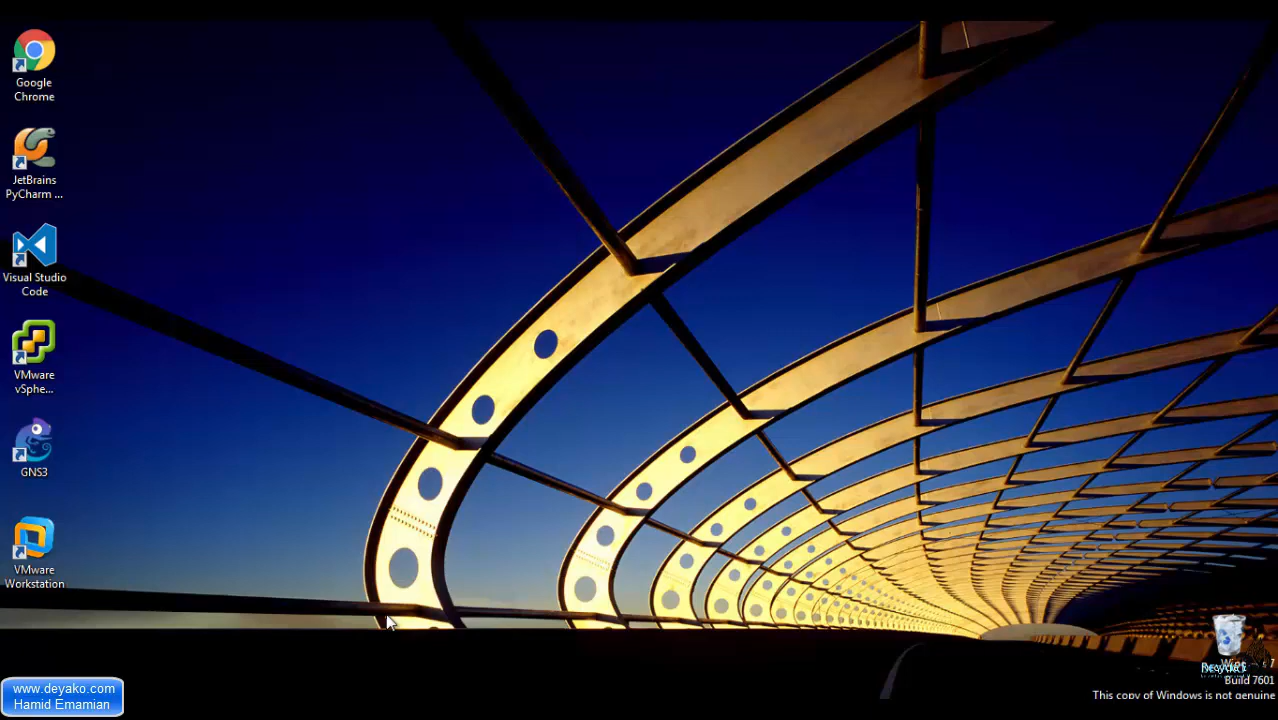 Google
Chrome
JetBrains
PyCharm ...
Visual Studio
Code
VMware
vSphe...
GNS3
VMware
Workstation
Build 7601
This copy of Windows is not genuine
www.deyako.com
Hamid Emamian